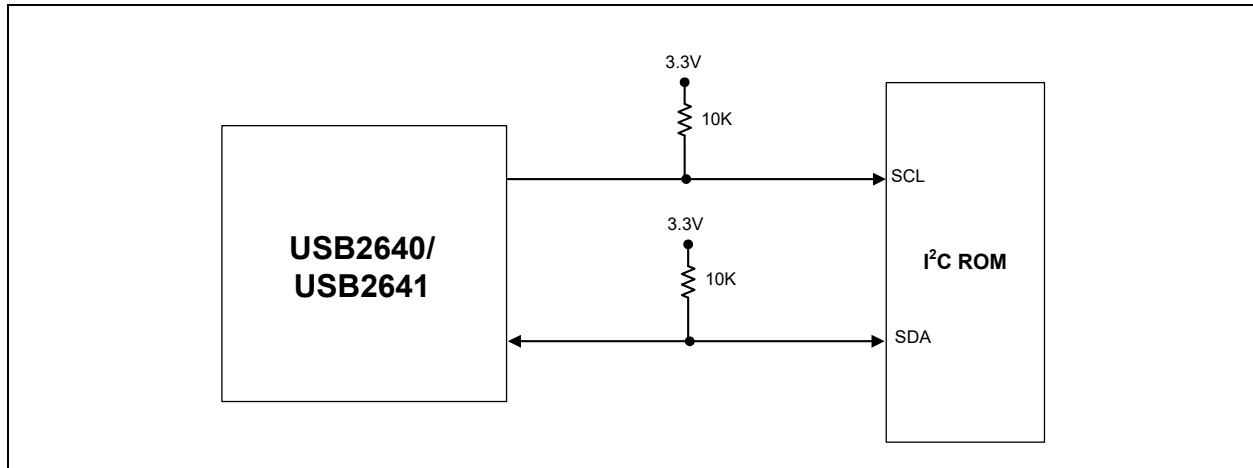 3.3V
10K
SCL
3.3V
USB2640/
USB2641
I²C ROM
10K
SDA